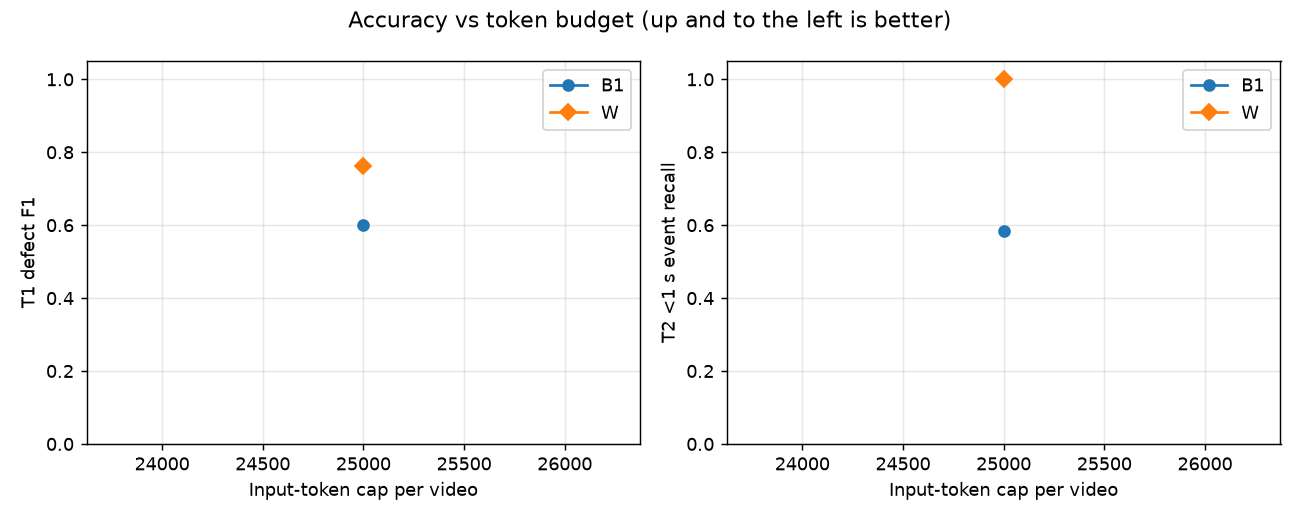 Accuracy vs token budget (up and to the left is better)
T1 defect F1
1.0
0.8
0.6
0.4
0.2
0.0
24000 24500 25000 25500 26000
Input-token cap per video
B1
W
T2 <1 s event recall
1.0
0.8
0.6
0.4
0.2
0.0
24000 24500 25000 25500 26000
Input-token cap per video
B1
W